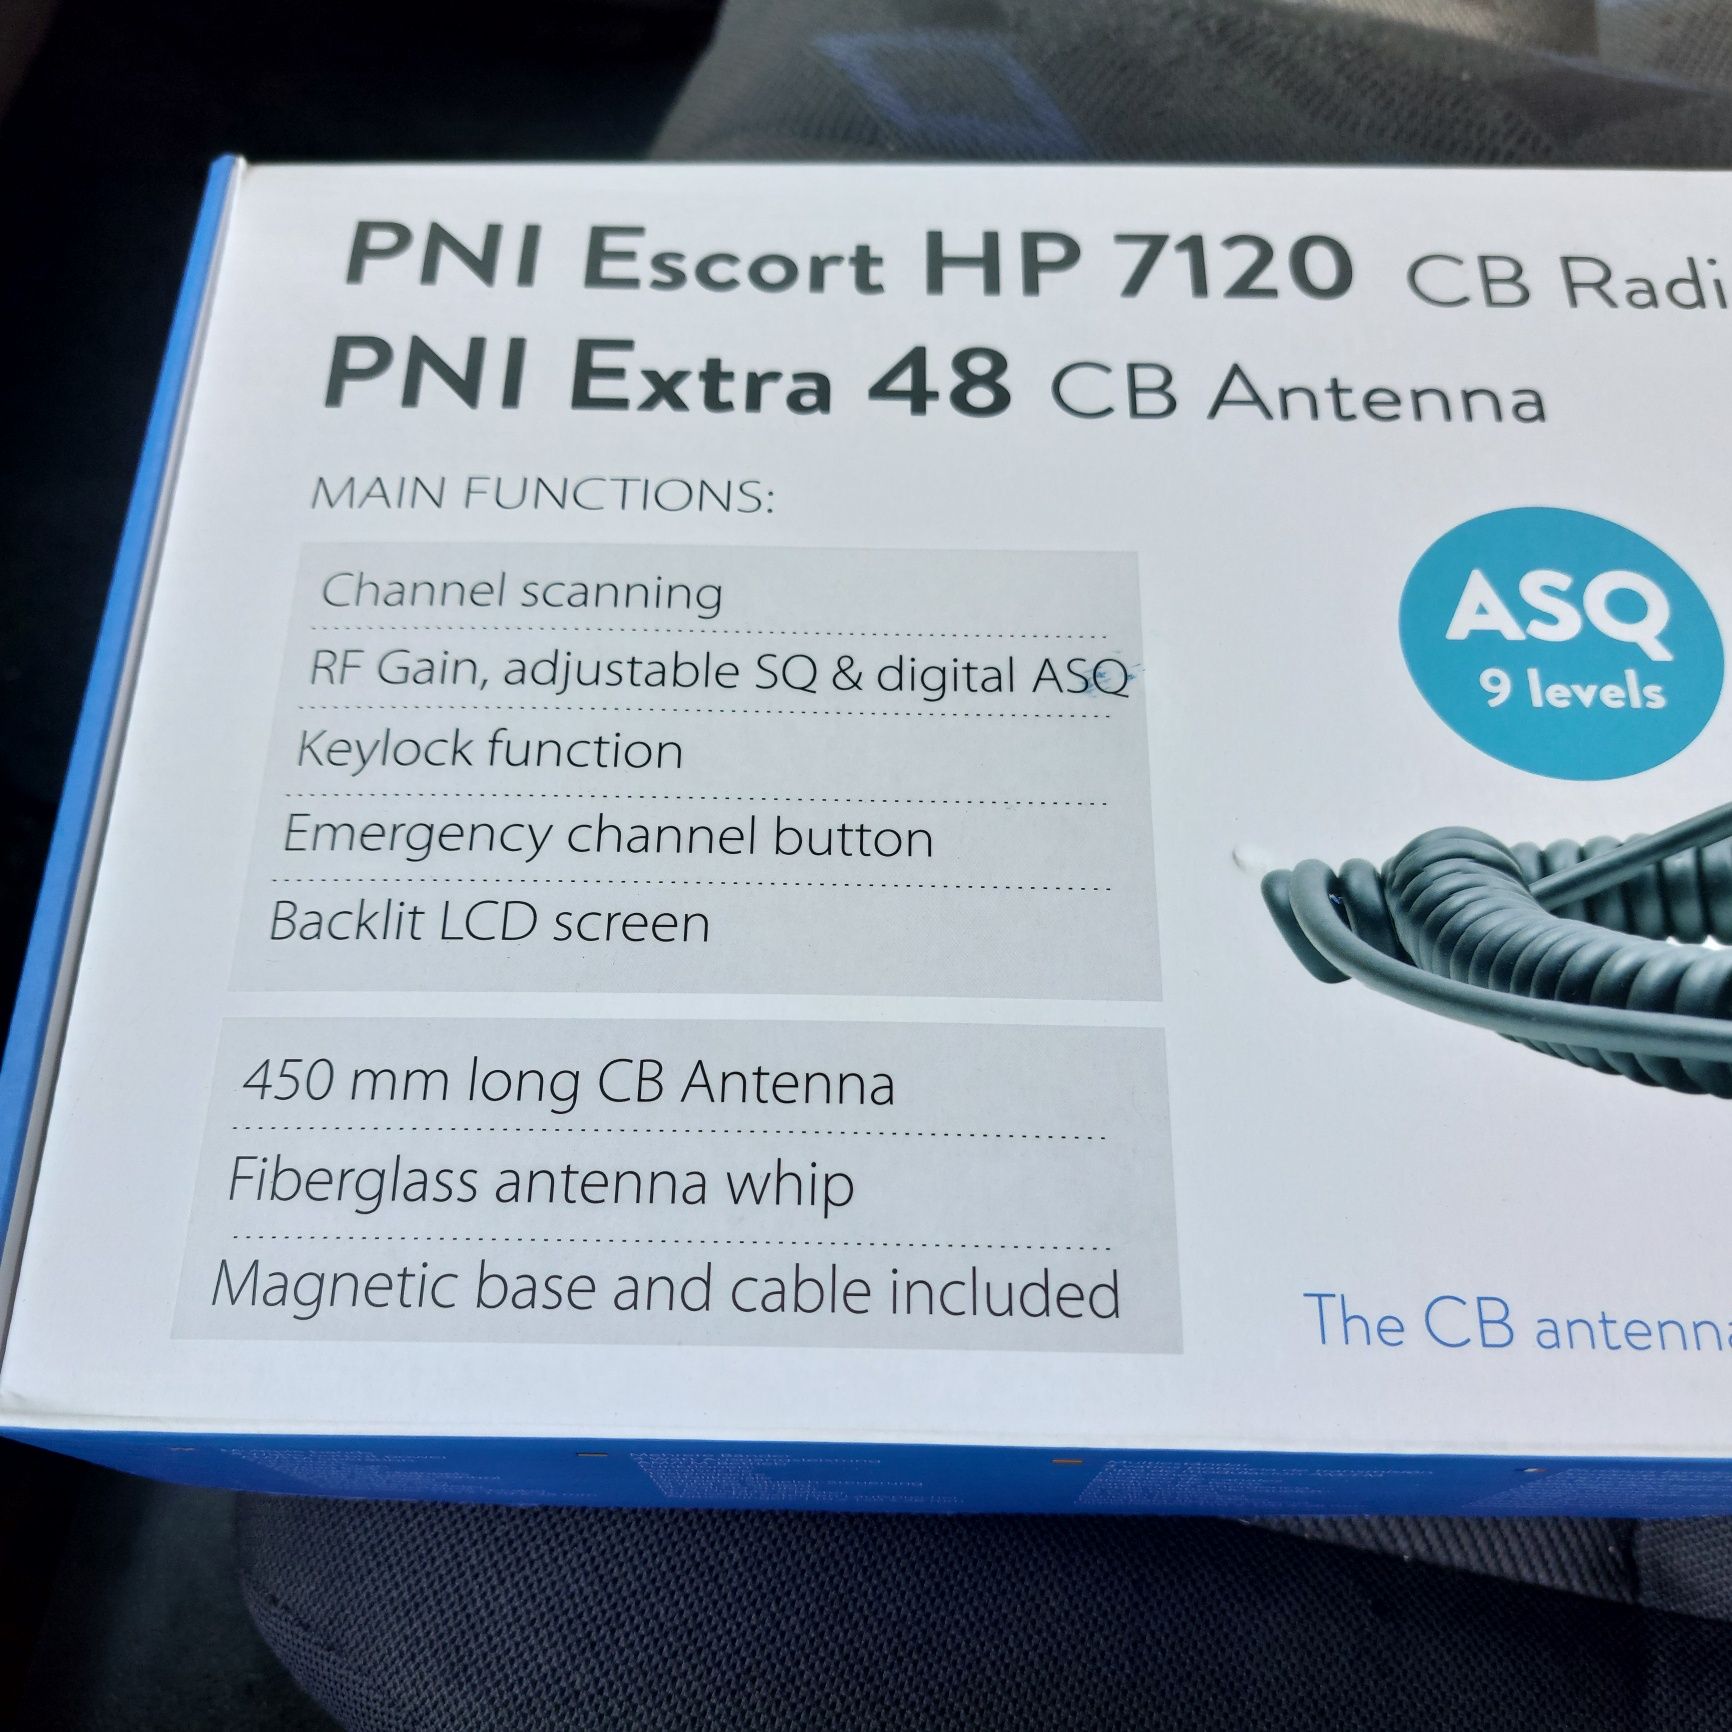 PNI Escort HP 7120 CB Radi
PNI Extra 48 CB Antenna
MAIN FUNCTIONS:
Channel scanning
RF Gain, adjustable SQ & digital ASQ
Keylock function
Emergency channel button
Backlit LCD screen
ASQ
9 levels
450 mm long CB Antenna
Fiberglass antenna whip
Magnetic base and cable included
The CB antenna